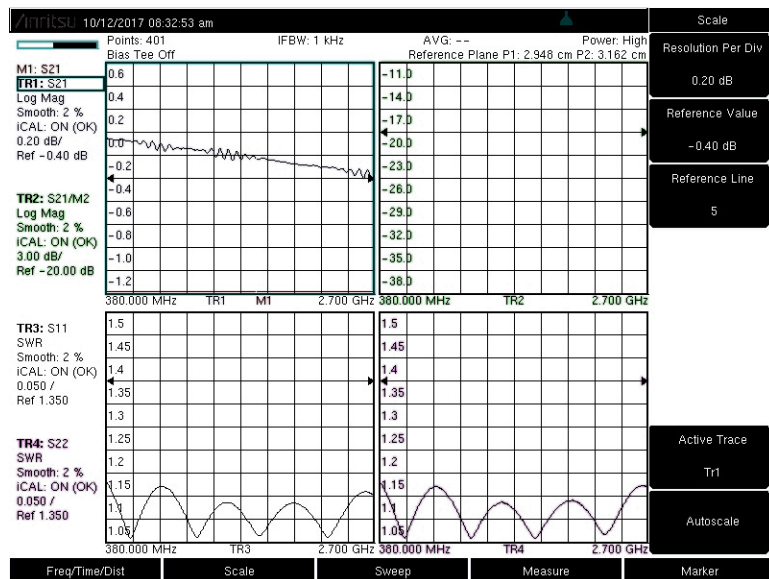 Anritsu 10/12/2017 08:32:53 am
Points: 401 IFBW: 1 kHz AVG: -- Power: High
Bias Tee Off Reference Plane P1: 2.948 cm P2: 3.162 cm
M1: S21
TR1: S21
Log Mag
Smooth: 2 %
iCAL: ON (OK)
0.20 dB/
Ref -0.40 dB
TR2: S21/M2
Log Mag
Smooth: 2 %
iCAL: ON (OK)
3.00 dB/
Ref -20.00 dB
0.6
0.4
0.2
0.0
-0.2
-0.4
-0.6
-0.8
-1.0
-1.2
380.000 MHz TR1 M1 2.700 GHz
-11.0
-14.0
-17.0
-20.0
-23.0
-26.0
-29.0
-32.0
-35.0
-38.0
380.000 MHz TR2 2.700 GHz
TR3: S11
SWR
Smooth: 2 %
iCAL: ON (OK)
0.050 /
Ref 1.350
TR4: S22
SWR
Smooth: 2 %
iCAL: ON (OK)
0.050 /
Ref 1.350
1.5
1.45
1.4
1.35
1.3
1.25
1.2
1.15
1.1
1.05
380.000 MHz TR3 2.700 GHz
1.5
1.45
1.4
1.35
1.3
1.25
1.2
1.15
1.1
1.05
380.000 MHz TR4 2.700 GHz
Scale
Resolution Per Div
0.20 dB
Reference Value
-0.40 dB
Reference Line
5
Active Trace
Tr1
Autoscale
Freq/Time/Dist Scale Sweep Measure Marker